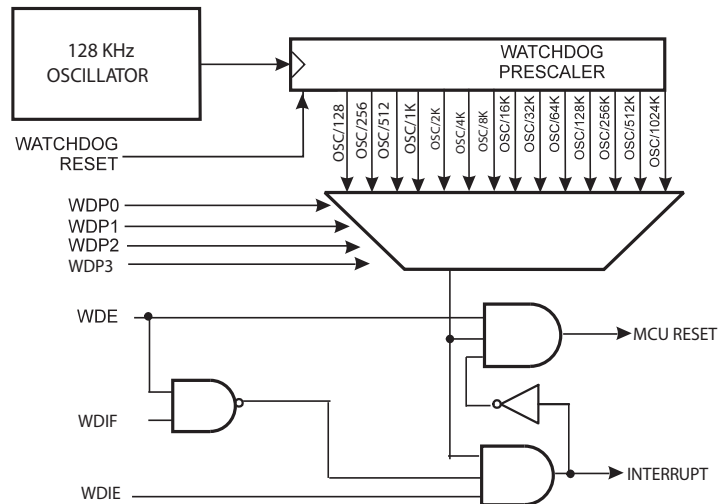 128 KHz
OSCILLATOR
WATCHDOG
PRESCALER
OSC/128
OSC/256
OSC/512
OSC/1K
OSC/2K
OSC/4K
OSC/8K
OSC/16K
OSC/32K
OSC/64K
OSC/128K
OSC/256K
OSC/512K
OSC/1024K
WATCHDOG
RESET
WDP0
WDP1
WDP2
WDP3
WDE
MCU RESET
WDIF
INTERRUPT
WDIE